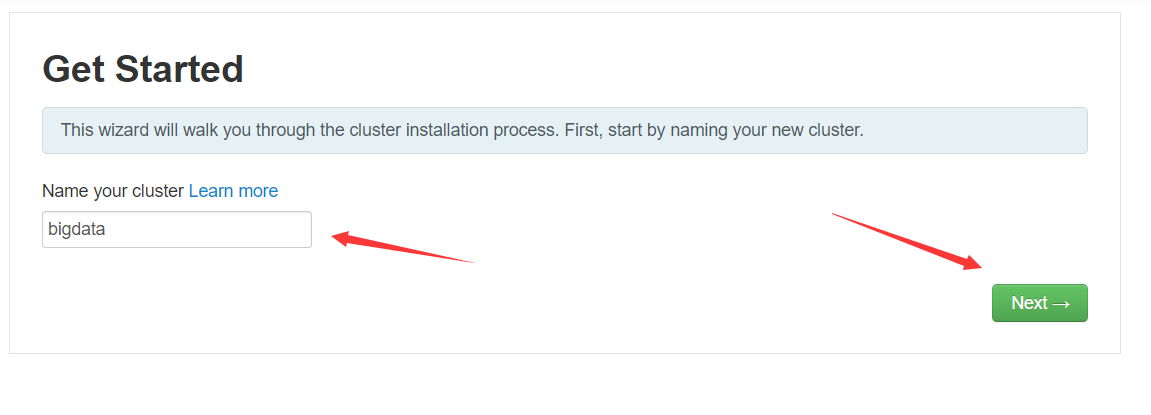 Get Started
This wizard will walk you through the cluster installation process. First, start by naming your new cluster.
Name your cluster Learn more
bigdata
Next →